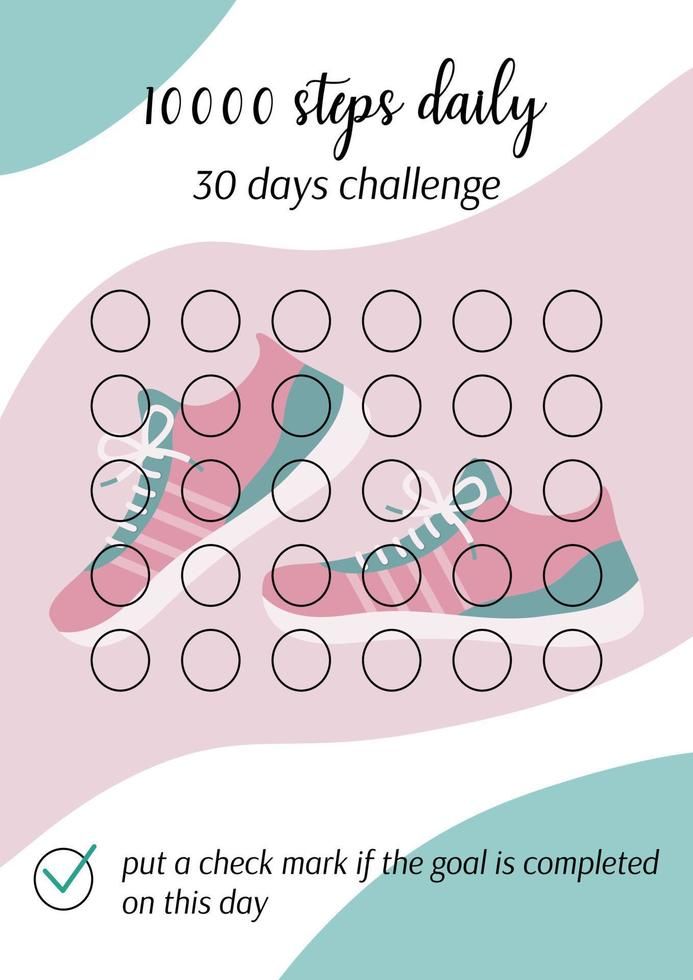 10000 steps daily
30 days challenge
put a check mark if the goal is completed
on this day